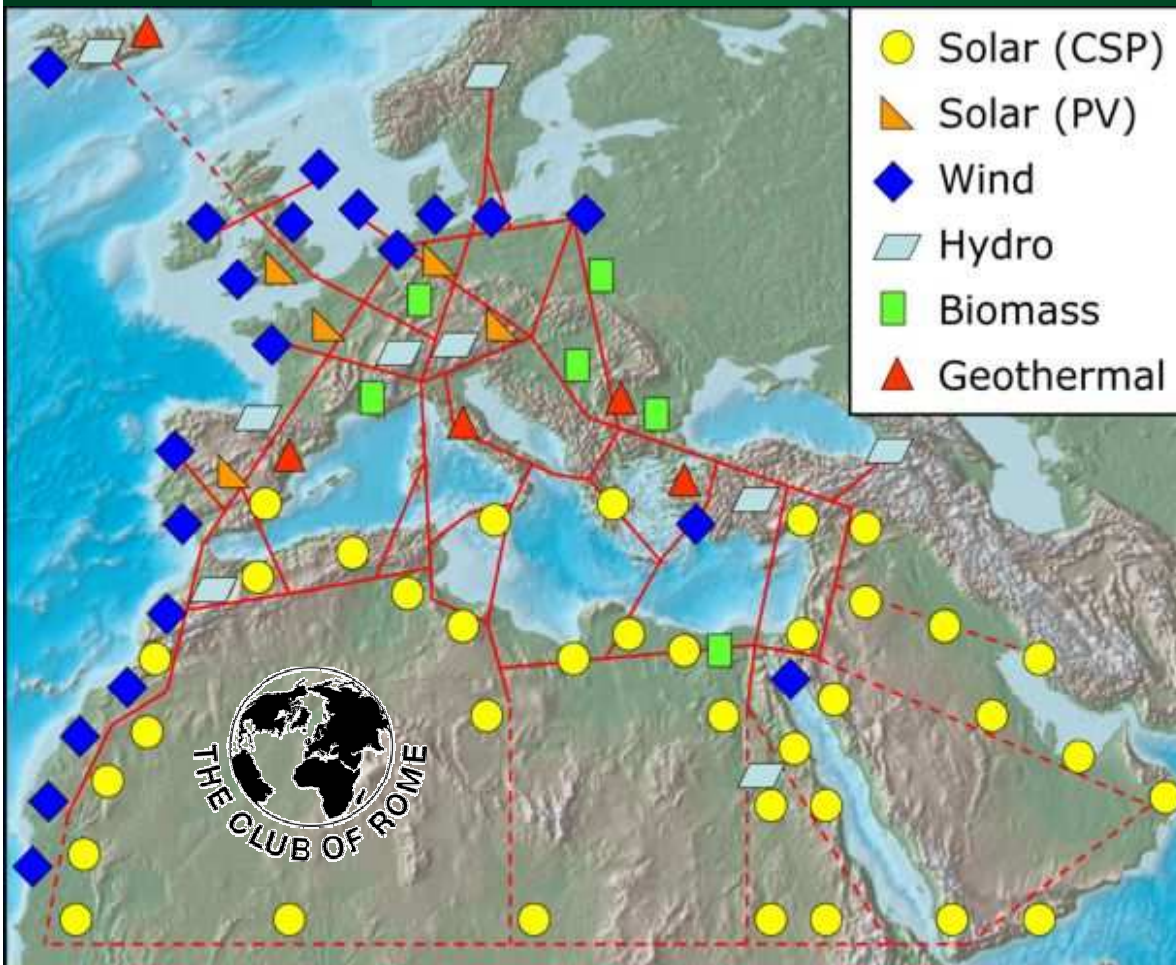 Solar (CSP)
Solar (PV)
Wind
Hydro
Biomass
Geothermal
THE CLUB OF ROME